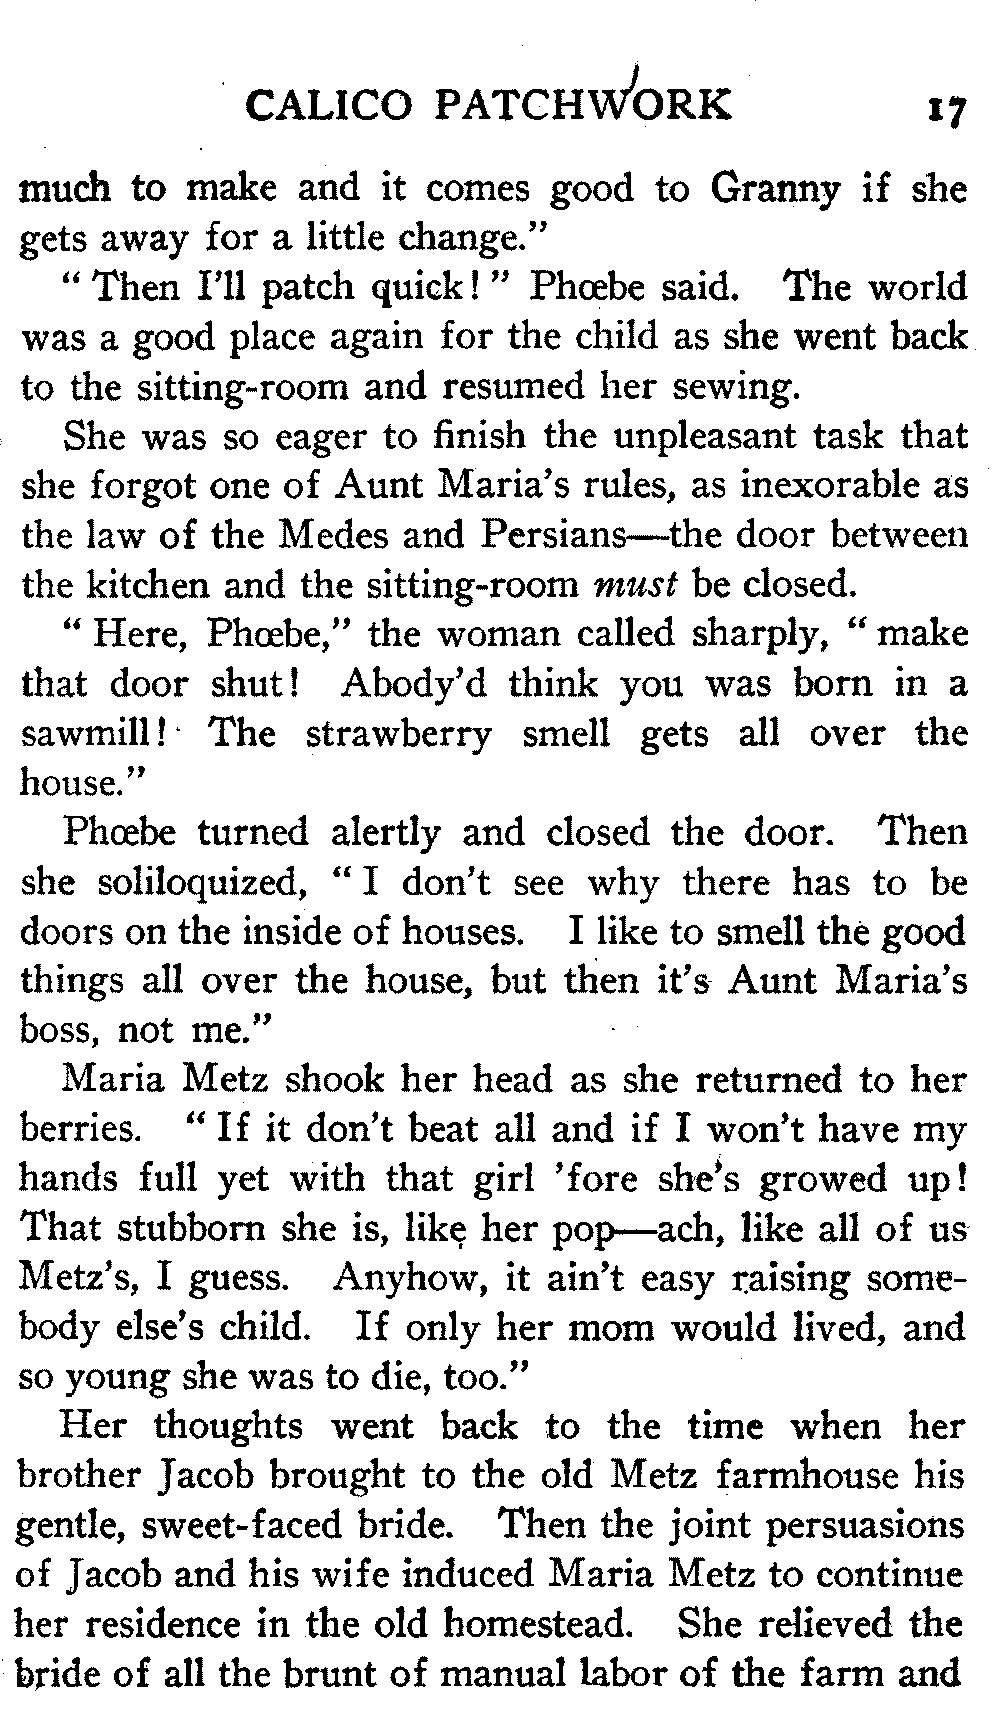 CALICO PATCHWORK 17
much to make and it comes good to Granny if she
gets away for a little change.”
“ Then I’ll patch quick! ” Phœbe said. The world
was a good place again for the child as she went back
to the sitting-room and resumed her sewing.
She was so eager to finish the unpleasant task that
she forgot one of Aunt Maria’s rules, as inexorable as
the law of the Medes and Persians—the door between
the kitchen and the sitting-room must be closed.
“ Here, Phœbe,” the woman called sharply, “ make
that door shut! Abody’d think you was born in a
sawmill! The strawberry smell gets all over the
house.”
Phœbe turned alertly and closed the door. Then
she soliloquized, “ I don’t see why there has to be
doors on the inside of houses. I like to smell the good
things all over the house, but then it’s Aunt Maria’s
boss, not me.”
Maria Metz shook her head as she returned to her
berries. “ If it don’t beat all and if I won’t have my
hands full yet with that girl ’fore she’s growed up!
That stubborn she is, like her pop—ach, like all of us
Metz’s, I guess. Anyhow, it ain’t easy raising some-
body else’s child. If only her mom would lived, and
so young she was to die, too.”
Her thoughts went back to the time when her
brother Jacob brought to the old Metz farmhouse his
gentle, sweet-faced bride. Then the joint persuasions
of Jacob and his wife induced Maria Metz to continue
her residence in the old homestead. She relieved the
bride of all the brunt of manual labor of the farm and